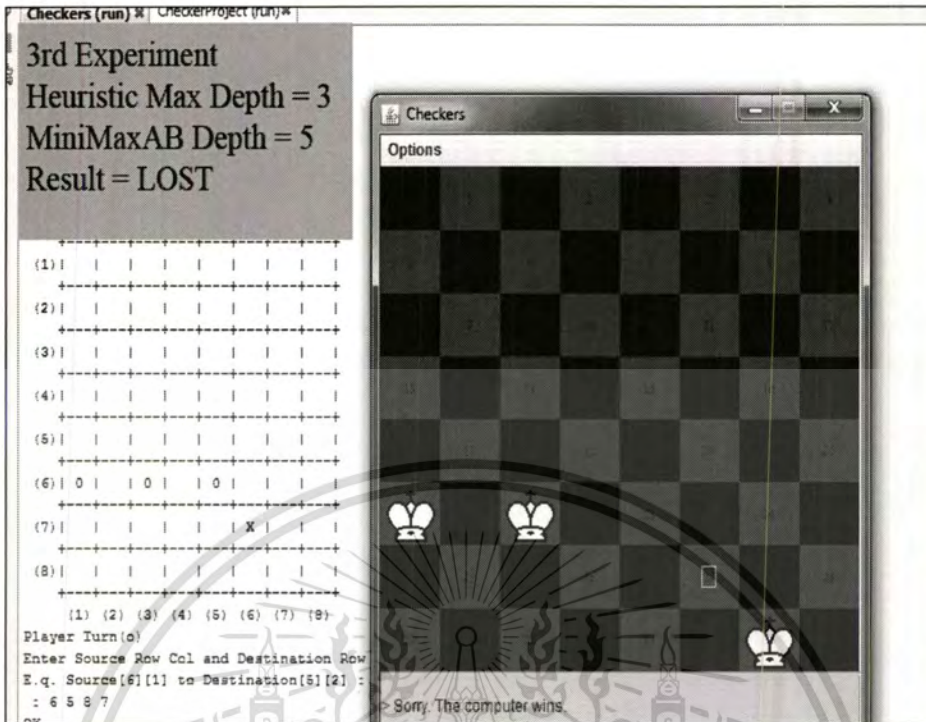 Checkers (run) ✖ CheckerProject (run) ✖
3rd Experiment
Heuristic Max Depth = 3
MiniMaxAB Depth = 5
Result = LOST
(1)
(2)
(3)
(4)
(5)
(6) | O | | O | | O |
(7) X
(8)
(1) (2) (3) (4) (5) (6) (7) (8)
Player Turn(o)
Enter Source Row Col and Destination Row
E.q. Source[6][1] to Destination[5][2] :
: 6 5 8 7
OK
Checkers
Options
> Sorry. The computer wins.